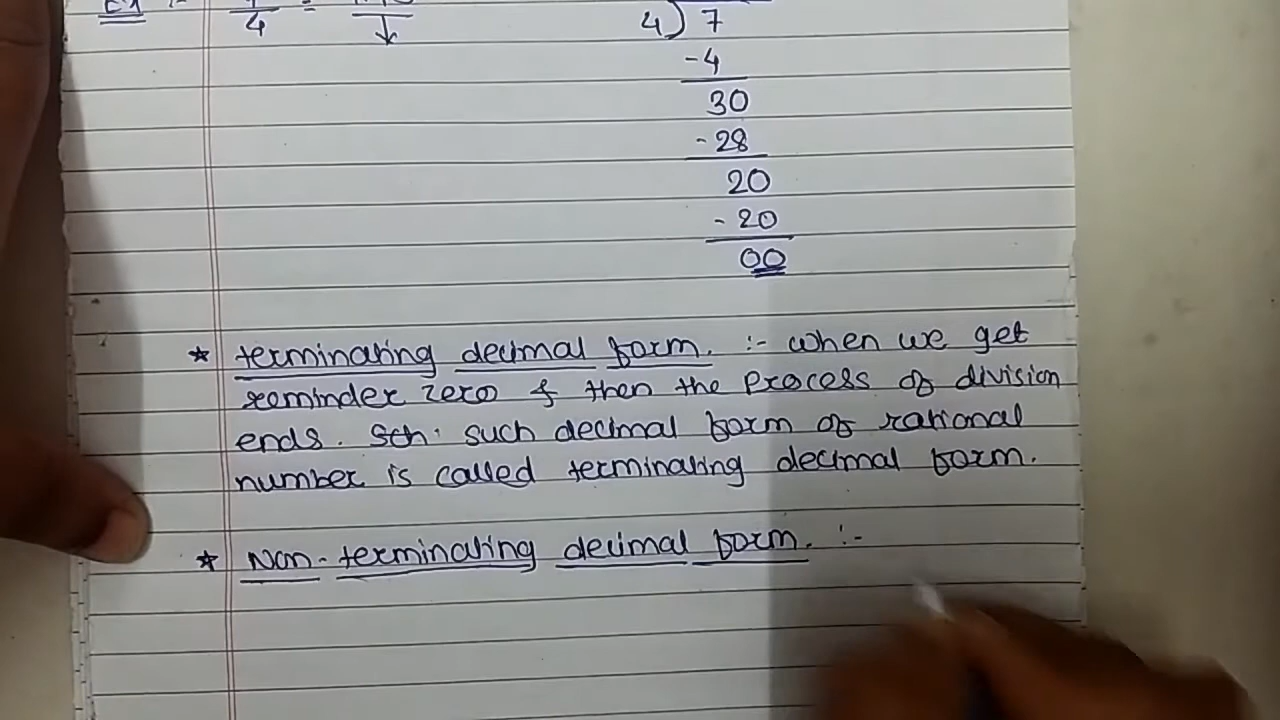 4
4) 7
-4
30
-28
20
-20
00
* terminating decimal form. :- when we get
reminder zero & then the process of division
ends. Sch. such decimal form of rational
number is called terminating decimal form.
* Non-terminating decimal form. :-